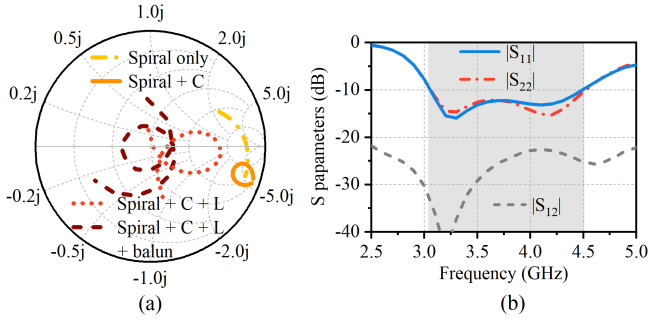 (a)
1.0j
0.5j
2.0j
Spiral only
Spiral + C
0.2j
5.0j
-0.2j
-5.0j
Spiral + C + L
Spiral + C + L
+ balun
-0.5j
-2.0j
-1.0j
(a)
0
-10
-20
-30
-40
S papameters (dB)
|S11|
|S22|
|S12|
2.5
3.0
3.5
4.0
4.5
5.0
Frequency (GHz)
(b)